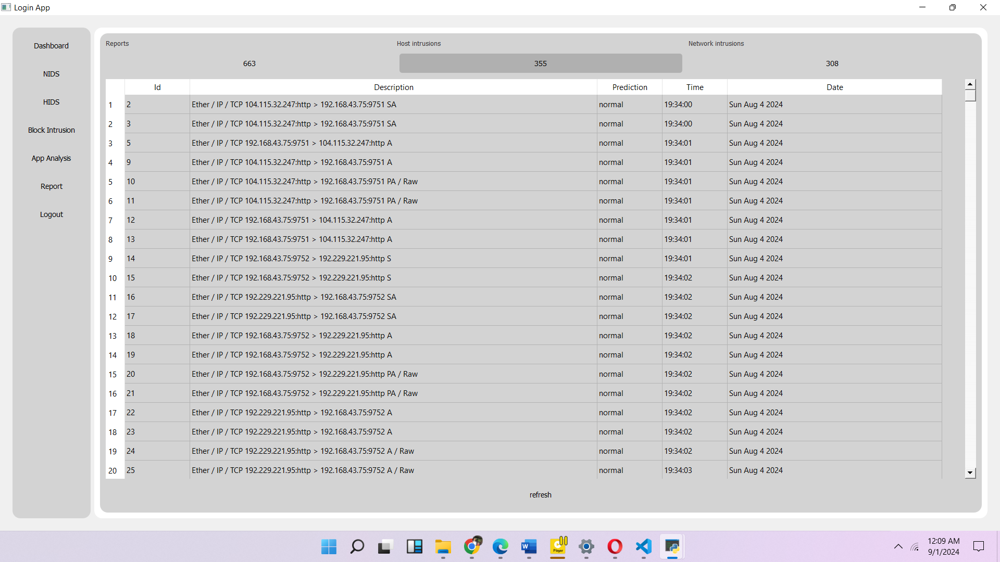 Login App
Dashboard
NIDS
HIDS
Block Intrusion
App Analysis
Report
Logout
Reports Host intrusions Network intrusions
663 355 308
Id Description Prediction Time Date
1 2 Ether / IP / TCP 104.115.32.247:http > 192.168.43.75:9751 SA normal 19:34:00 Sun Aug 4 2024
2 3 Ether / IP / TCP 104.115.32.247:http > 192.168.43.75:9751 SA normal 19:34:00 Sun Aug 4 2024
3 5 Ether / IP / TCP 192.168.43.75:9751 > 104.115.32.247:http A normal 19:34:01 Sun Aug 4 2024
4 9 Ether / IP / TCP 104.115.32.247:http > 192.168.43.75:9751 A normal 19:34:01 Sun Aug 4 2024
5 10 Ether / IP / TCP 104.115.32.247:http > 192.168.43.75:9751 PA / Raw normal 19:34:01 Sun Aug 4 2024
6 11 Ether / IP / TCP 104.115.32.247:http > 192.168.43.75:9751 PA / Raw normal 19:34:01 Sun Aug 4 2024
7 12 Ether / IP / TCP 192.168.43.75:9751 > 104.115.32.247:http A normal 19:34:01 Sun Aug 4 2024
8 13 Ether / IP / TCP 192.168.43.75:9751 > 104.115.32.247:http A normal 19:34:01 Sun Aug 4 2024
9 14 Ether / IP / TCP 192.168.43.75:9752 > 192.229.221.95:http S normal 19:34:01 Sun Aug 4 2024
10 15 Ether / IP / TCP 192.168.43.75:9752 > 192.229.221.95:http S normal 19:34:02 Sun Aug 4 2024
11 16 Ether / IP / TCP 192.229.221.95:http > 192.168.43.75:9752 SA normal 19:34:02 Sun Aug 4 2024
12 17 Ether / IP / TCP 192.229.221.95:http > 192.168.43.75:9752 SA normal 19:34:02 Sun Aug 4 2024
13 18 Ether / IP / TCP 192.168.43.75:9752 > 192.229.221.95:http A normal 19:34:02 Sun Aug 4 2024
14 19 Ether / IP / TCP 192.168.43.75:9752 > 192.229.221.95:http A normal 19:34:02 Sun Aug 4 2024
15 20 Ether / IP / TCP 192.168.43.75:9752 > 192.229.221.95:http PA / Raw normal 19:34:02 Sun Aug 4 2024
16 21 Ether / IP / TCP 192.168.43.75:9752 > 192.229.221.95:http PA / Raw normal 19:34:02 Sun Aug 4 2024
17 22 Ether / IP / TCP 192.229.221.95:http > 192.168.43.75:9752 A normal 19:34:02 Sun Aug 4 2024
18 23 Ether / IP / TCP 192.229.221.95:http > 192.168.43.75:9752 A normal 19:34:02 Sun Aug 4 2024
19 24 Ether / IP / TCP 192.229.221.95:http > 192.168.43.75:9752 A / Raw normal 19:34:02 Sun Aug 4 2024
20 25 Ether / IP / TCP 192.229.221.95:http > 192.168.43.75:9752 A / Raw normal 19:34:03 Sun Aug 4 2024
refresh
W
Player
12:09 AM
9/1/2024